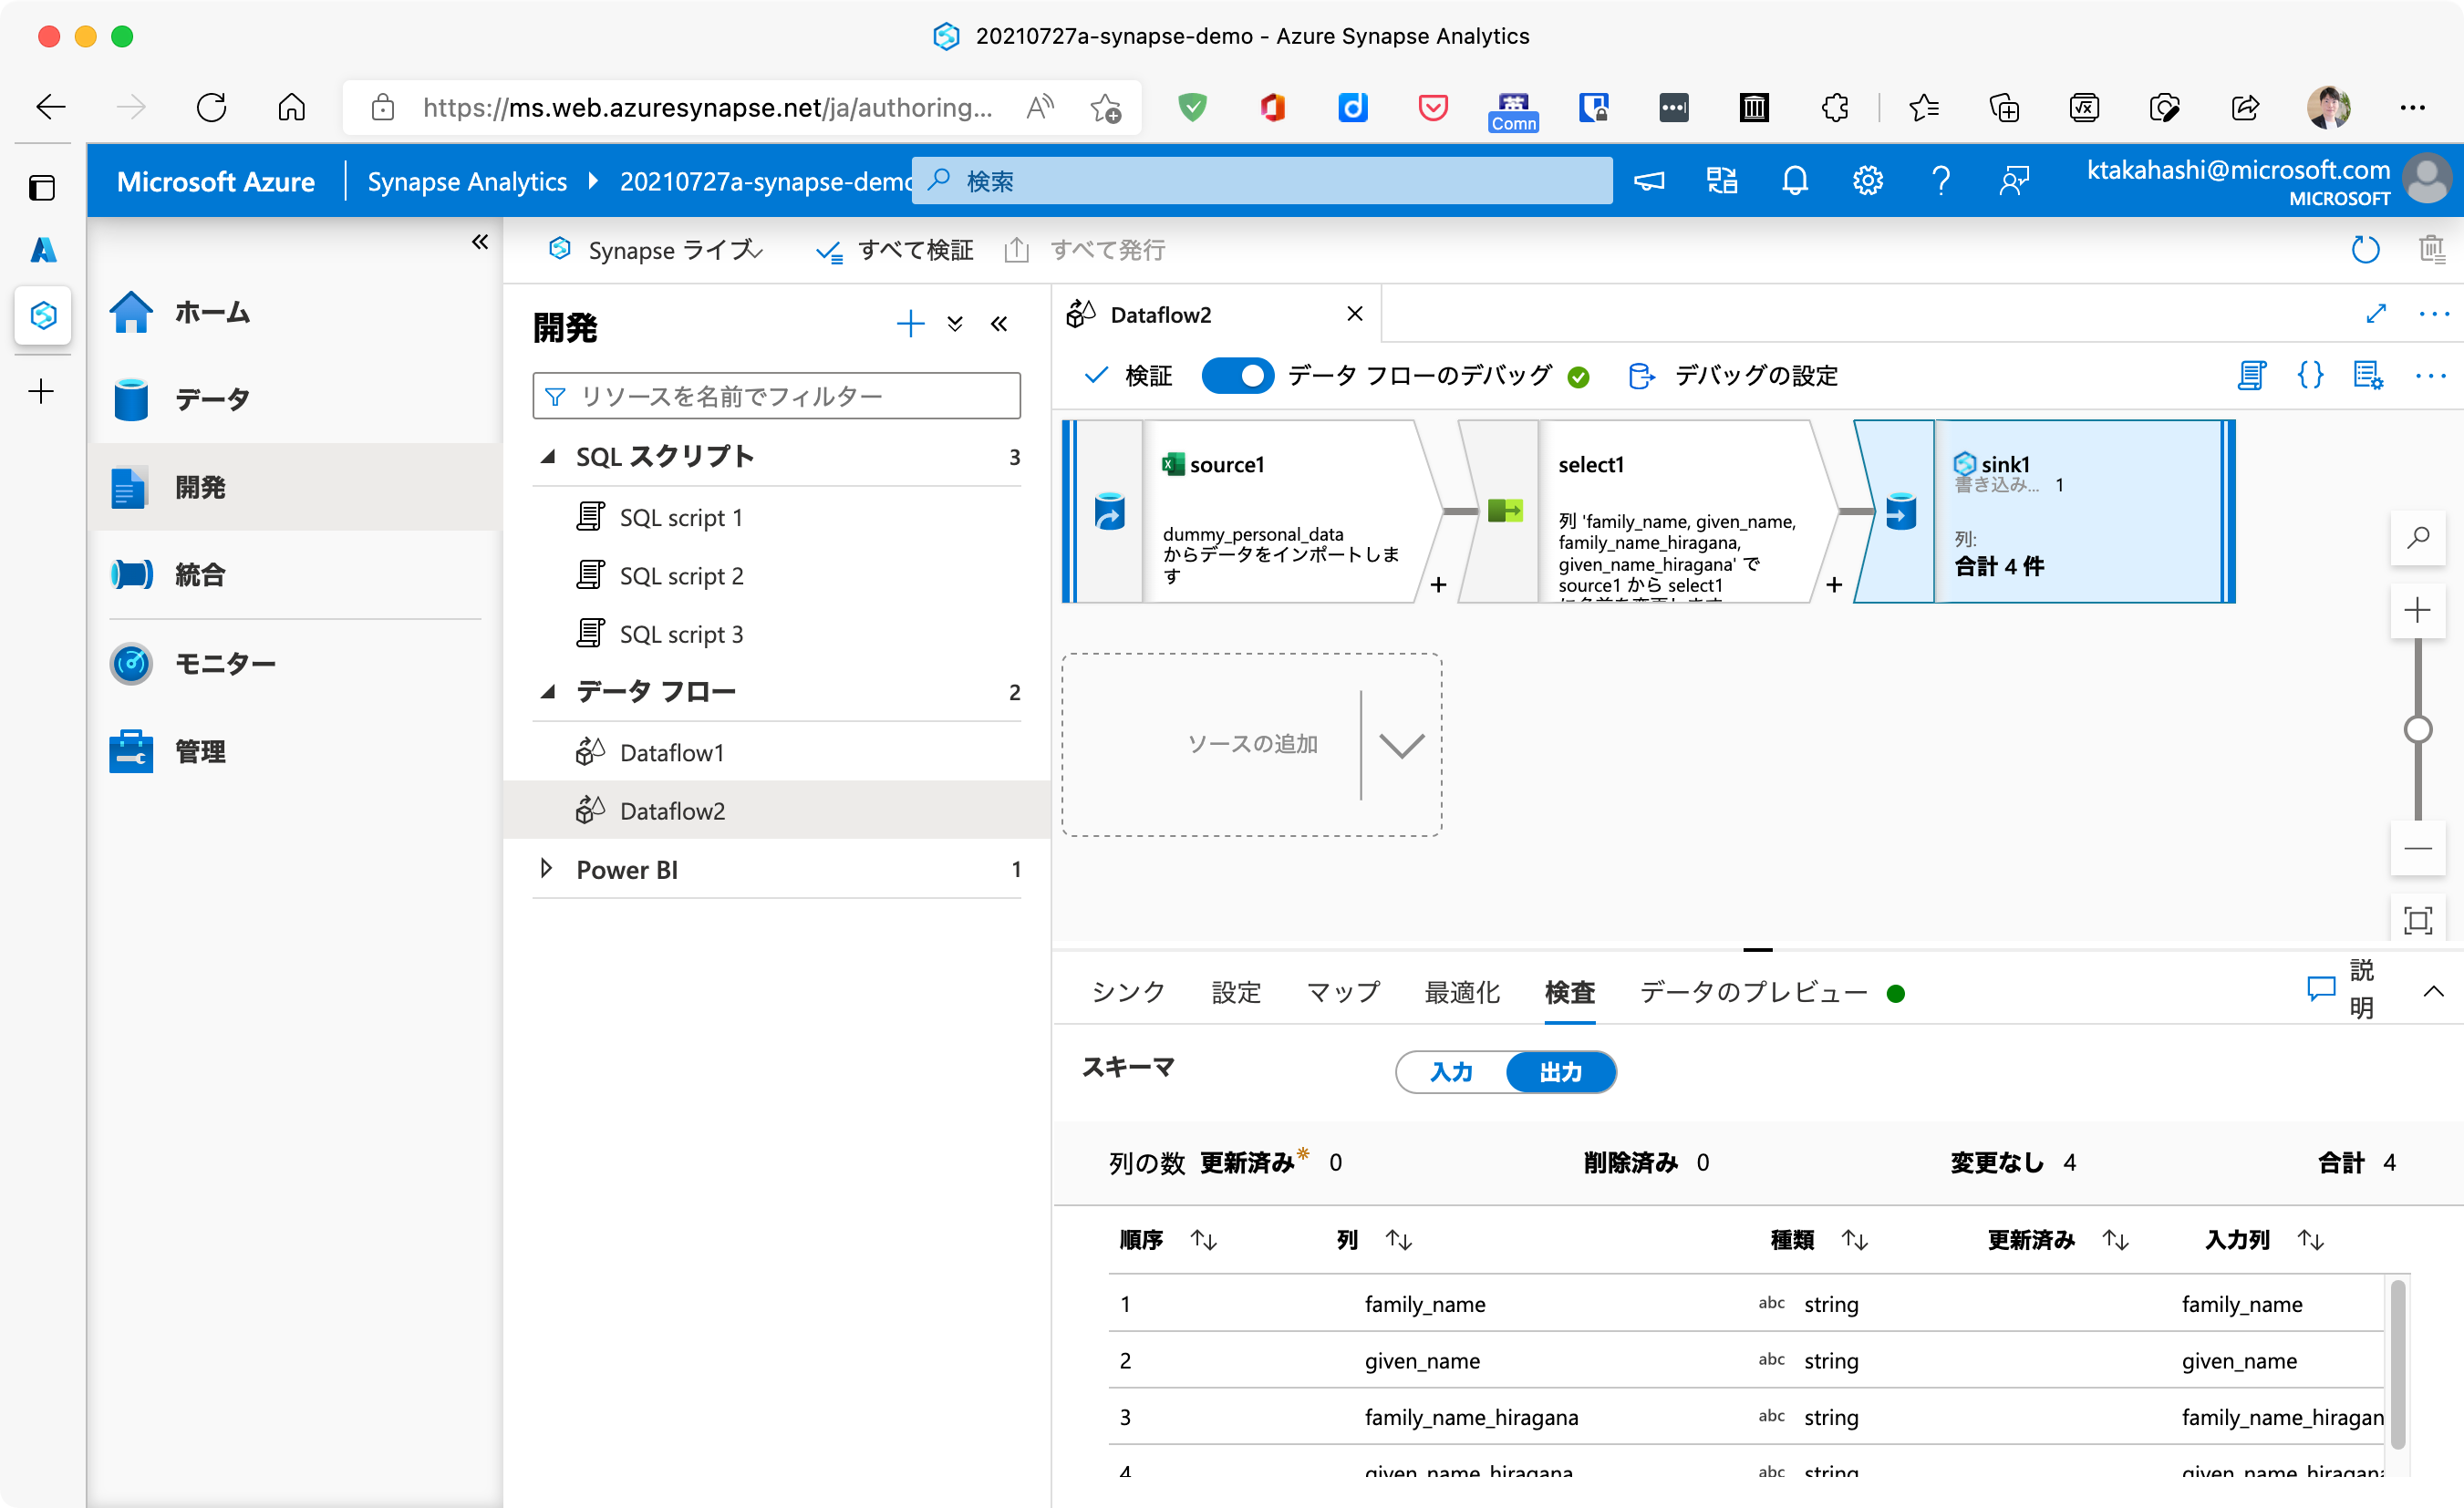 20210727a-synapse-demo - Azure Synapse Analytics
https://ms.web.azuresynapse.net/ja/authoring...
英
Comn
Microsoft Azure
Synapse Analytics
20210727a-synapse-demo
検索
ktakahashi@microsoft.com
MICROSOFT
Synapse ライブ
すべて検証
すべて発行
ホーム
データ
開発
統合
モニター
管理
開発
リソースを名前でフィルター
SQL スクリプト 3
SQL script 1
SQL script 2
SQL script 3
データ フロー 2
Dataflow1
Dataflow2
Power BI 1
Dataflow2
検証
データ フローのデバッグ
デバッグの設定
source1
dummy_personal_data
からデータをインポートしま
す
+
select1
列 'family_name, given_name,
family_name_hiragana,
given_name_hiragana' で
source1 から select1
に名前を変更します
+
sink1
書き込み... 1
列:
合計 4 件
ソースの追加
シンク 設定 マップ 最適化 検査 データのプレビュー
説
明
スキーマ
入力 出力
列の数 更新済み* 0 削除済み 0 変更なし 4 合計 4
順序 列 種類 更新済み 入力列
1 family_name abc string family_name
2 given_name abc string given_name
3 family_name_hiragana abc string family_name_hiragan
4 given_name_hiragana abc string given_name_hiragana